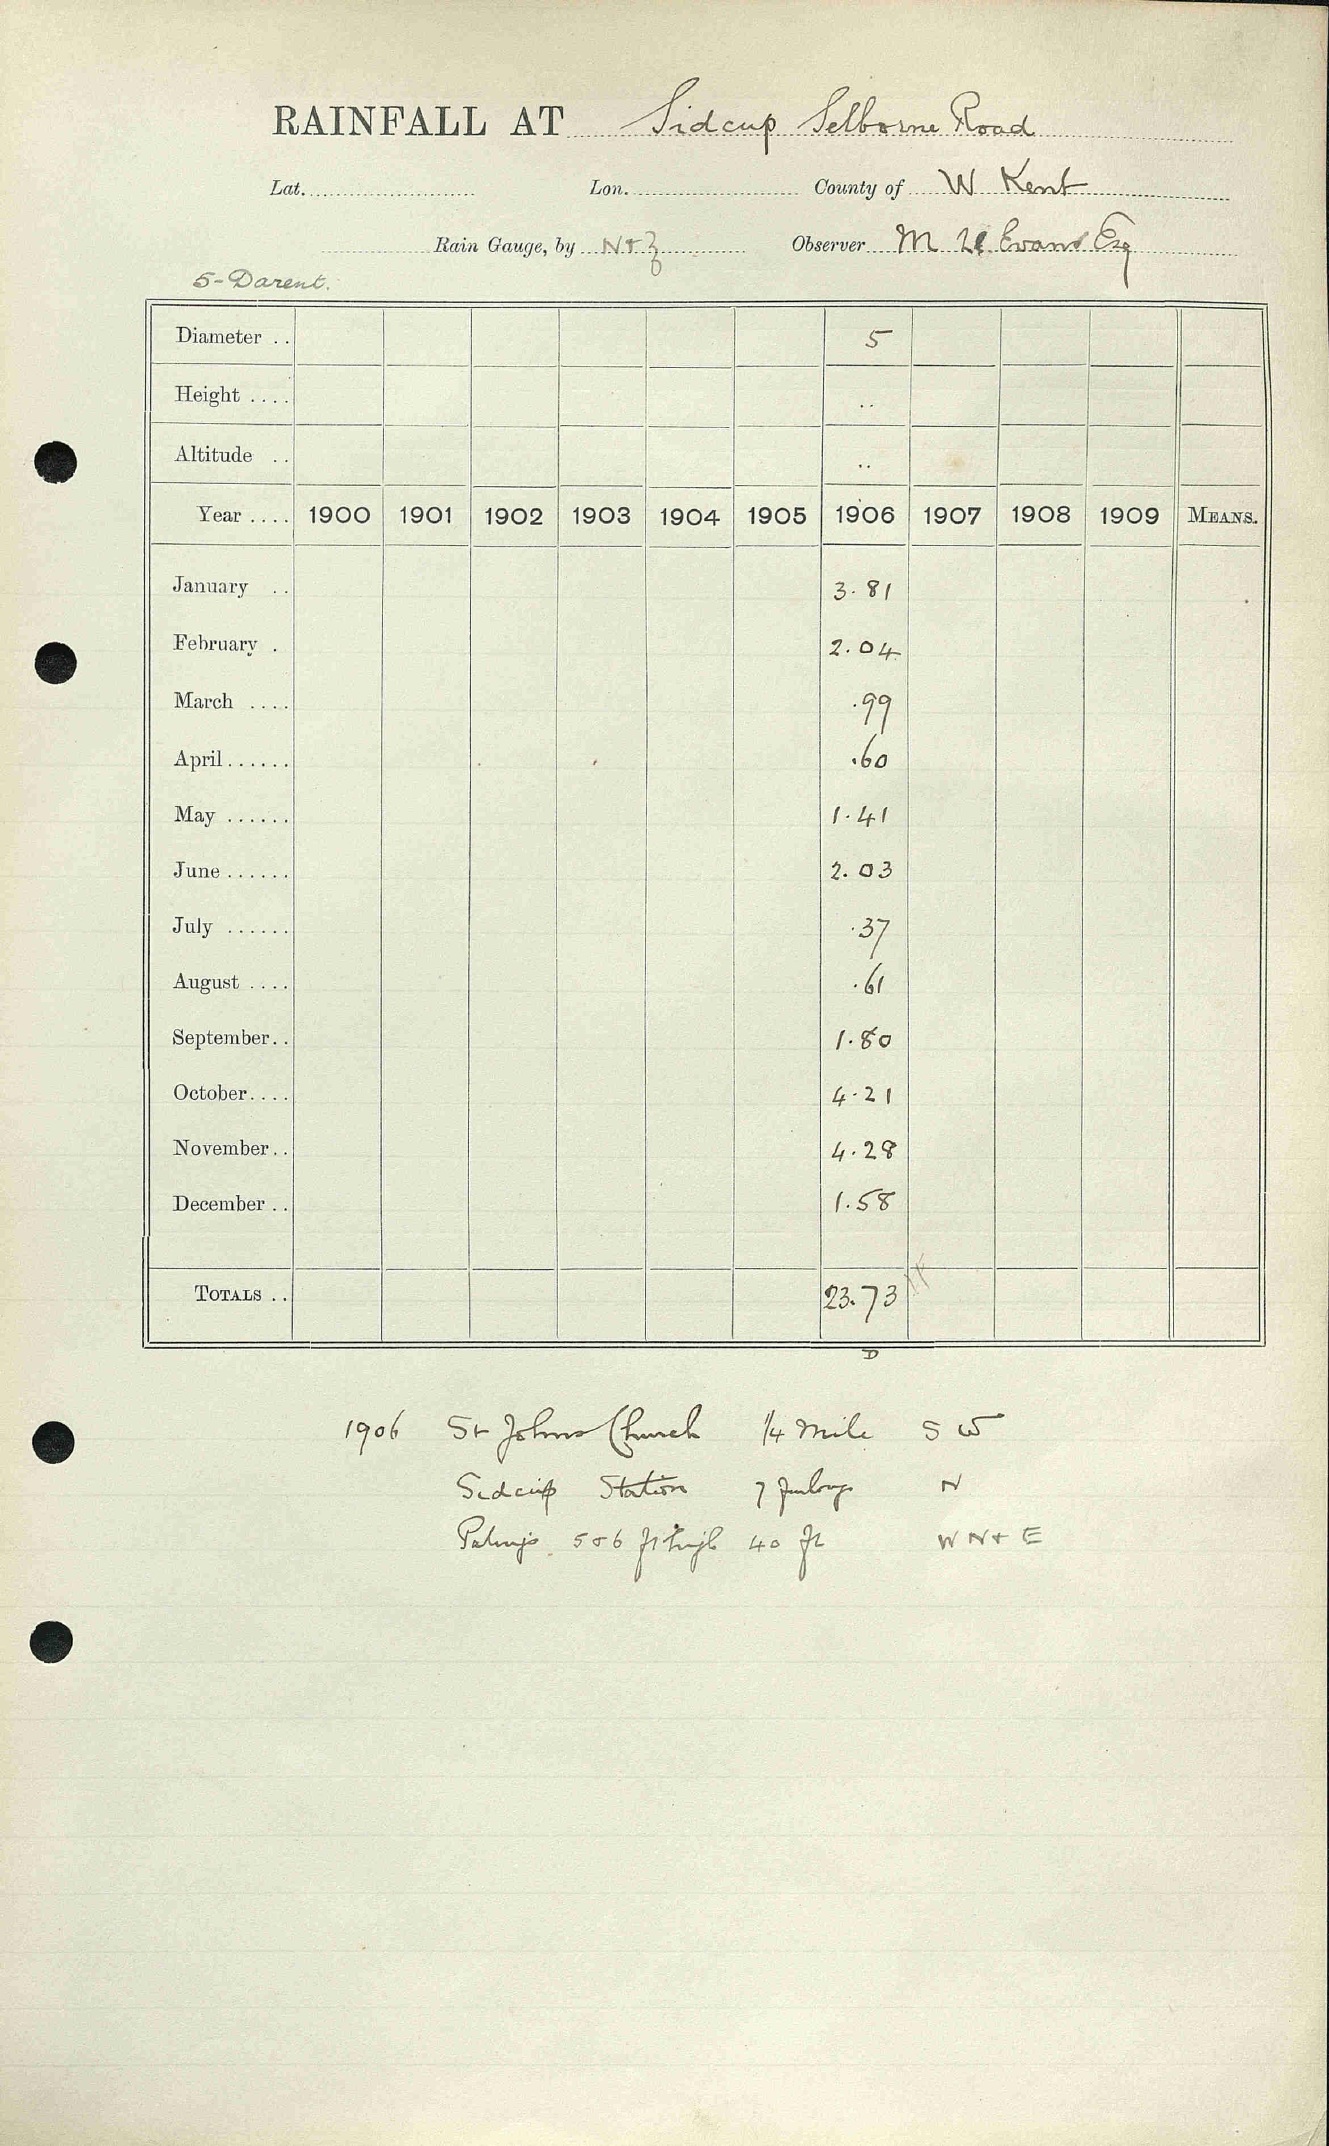 RAINFALL AT Sidcup Selborne Road
Lat. Lon. County of W Kent
Rain Gauge, by N & Z Observer M Evans Esq
5-Darent.
Diameter .. 5
Height .... ..
Altitude .. ..
Year .... 1900 1901 1902 1903 1904 1905 1906 1907 1908 1909 MEANS.
January .. 3.81
February . 2.04
March .... .99
April ...... .60
May ...... 1.41
June ...... 2.03
July ...... .37
August .... .61
September .. 1.80
October .... 4.21
November .. 4.28
December .. 1.58
TOTALS .. 23.73
D
1906 St Johns Church 1/4 Mile S W
Sidcup Station 7 furlongs N
Palings 5 & 6 ft high 40 ft W N & E